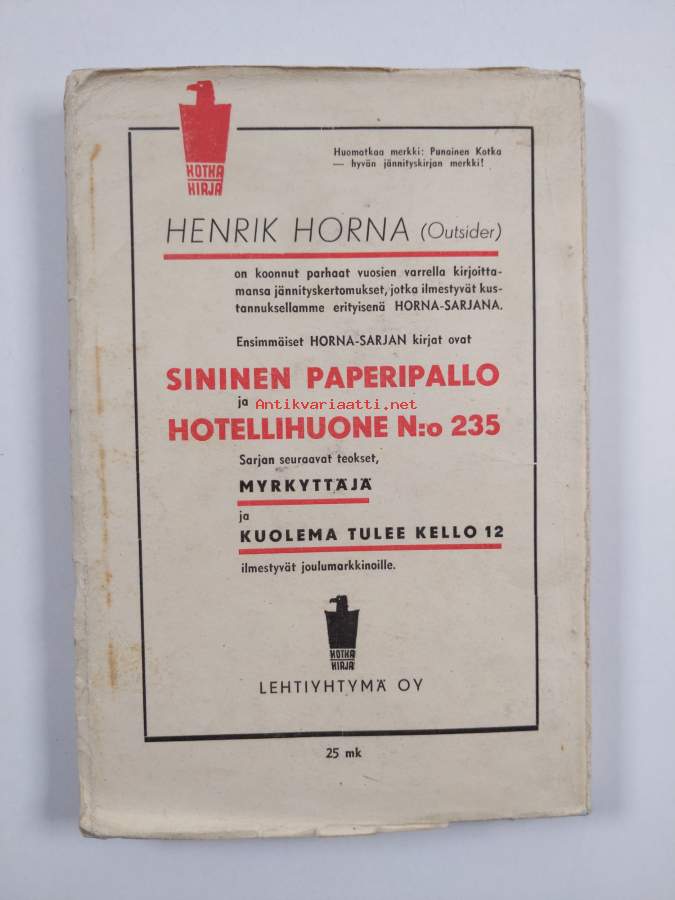 KOTKA
KIRJA
Huomatkaa merkki: Punainen Kotka
— hyvän jännityskirjan merkki!
HENRIK HORNA (Outsider)
on koonnut parhaat vuosien varrella kirjoitta-
mansa jännityskertomukset, jotka ilmestyvät kus-
tannuksellamme erityisenä HORNA-SARJANA.
Ensimmäiset HORNA-SARJAN kirjat ovat
SININEN PAPERIPALLO
ja
Antikvariaatti.net
HOTELLIHUONE N:o 235
Sarjan seuraavat teokset,
MYRKYTTÄJÄ
ja
KUOLEMA TULEE KELLO 12
ilmestyvät joulumarkkinoille.
KOTKA
KIRJA
LEHTIYHTYMÄ OY
25 mk